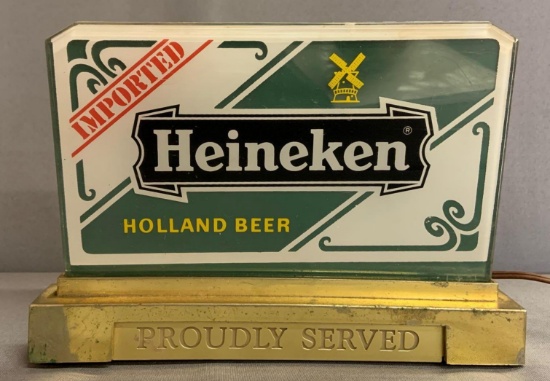 IMPORTED
Heineken®
HOLLAND BEER
PROUDLY SERVED